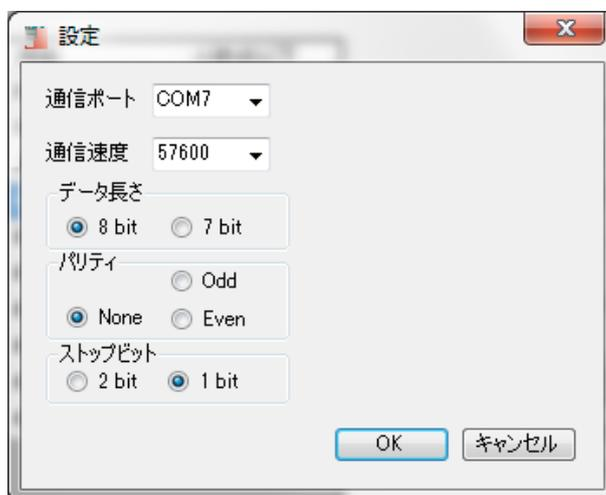 設定
通信ポート COM7
通信速度 57600
データ長さ
8 bit 7 bit
パリティ
Odd
None Even
ストップビット
2 bit 1 bit
OK キャンセル